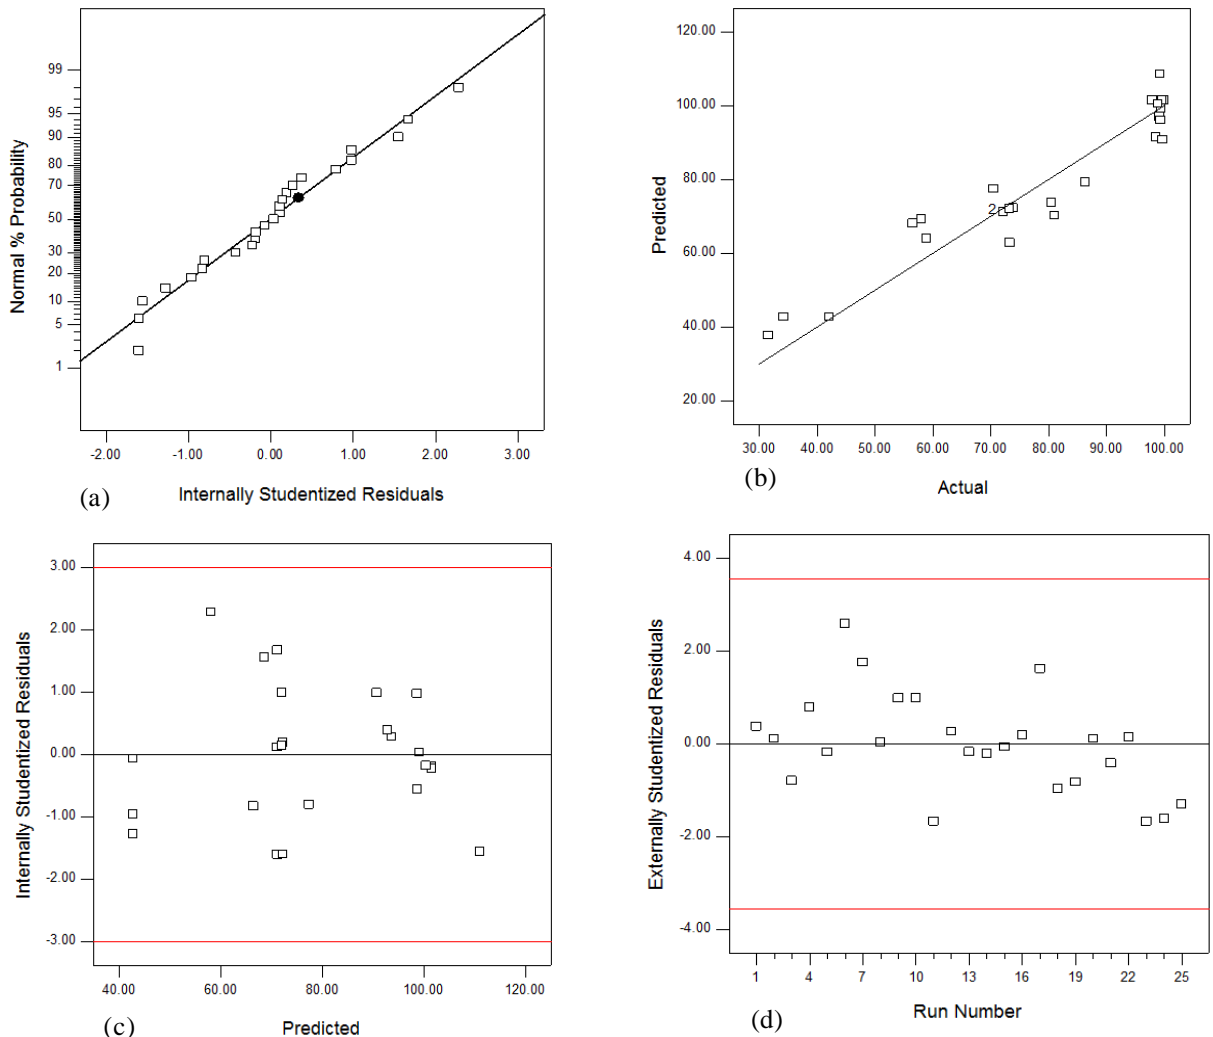 99
95
90
80
70
50
30
20
10
5
1
Normal % Probability
-2.00 -1.00 0.00 1.00 2.00 3.00
(a) Internally Studentized Residuals
120.00
100.00
80.00
60.00
40.00
20.00
Predicted
2
30.00 40.00 50.00 60.00 70.00 80.00 90.00 100.00
(b) Actual
3.00
2.00
1.00
0.00
-1.00
-2.00
-3.00
Internally Studentized Residuals
40.00 60.00 80.00 100.00 120.00
(c) Predicted
4.00
2.00
0.00
-2.00
-4.00
Externally Studentized Residuals
1 4 7 10 13 16 19 22 25
(d) Run Number